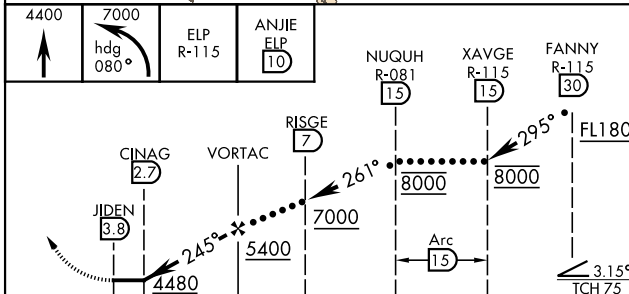 4400
7000
hdg
080°
ELP
R-115
ANJIE
ELP
10
NUQUH
R-081
15
XAVGE
R-115
15
FANNY
R-115
30
RISGE
7
CINAG
2.7
VORTAC
JIDEN
3.8
295°
FL180
261°
8000
8000
7000
245°
5400
4480
Arc
15
3.15°
TCH 75